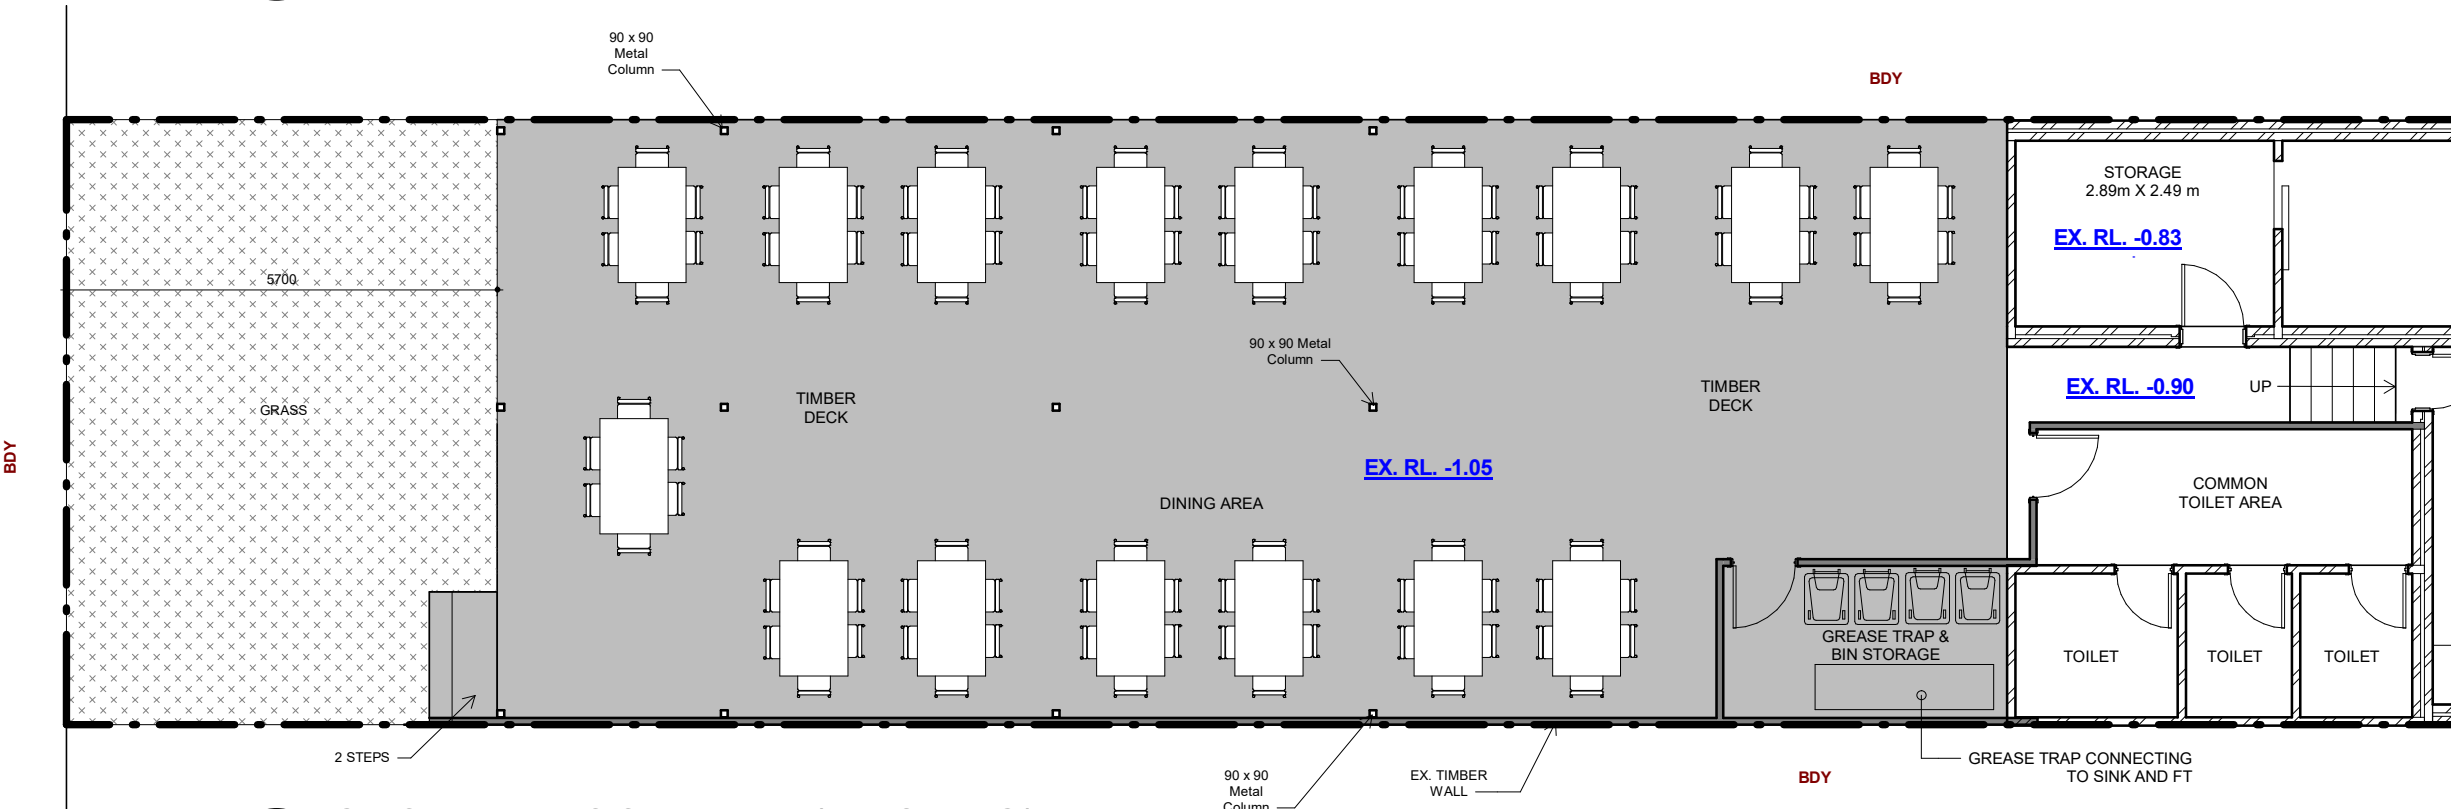 90 x 90
Metal
Column
BDY
STORAGE
2.89m X 2.49 m
EX. RL. -0.83
5700
90 x 90 Metal
Column
TIMBER
DECK
TIMBER
DECK
EX. RL. -0.90
UP
GRASS
BDY
EX. RL. -1.05
DINING AREA
COMMON
TOILET AREA
GREASE TRAP &
BIN STORAGE
TOILET
TOILET
TOILET
2 STEPS
90 x 90
Metal
Column
EX. TIMBER
WALL
BDY
GREASE TRAP CONNECTING
TO SINK AND FT